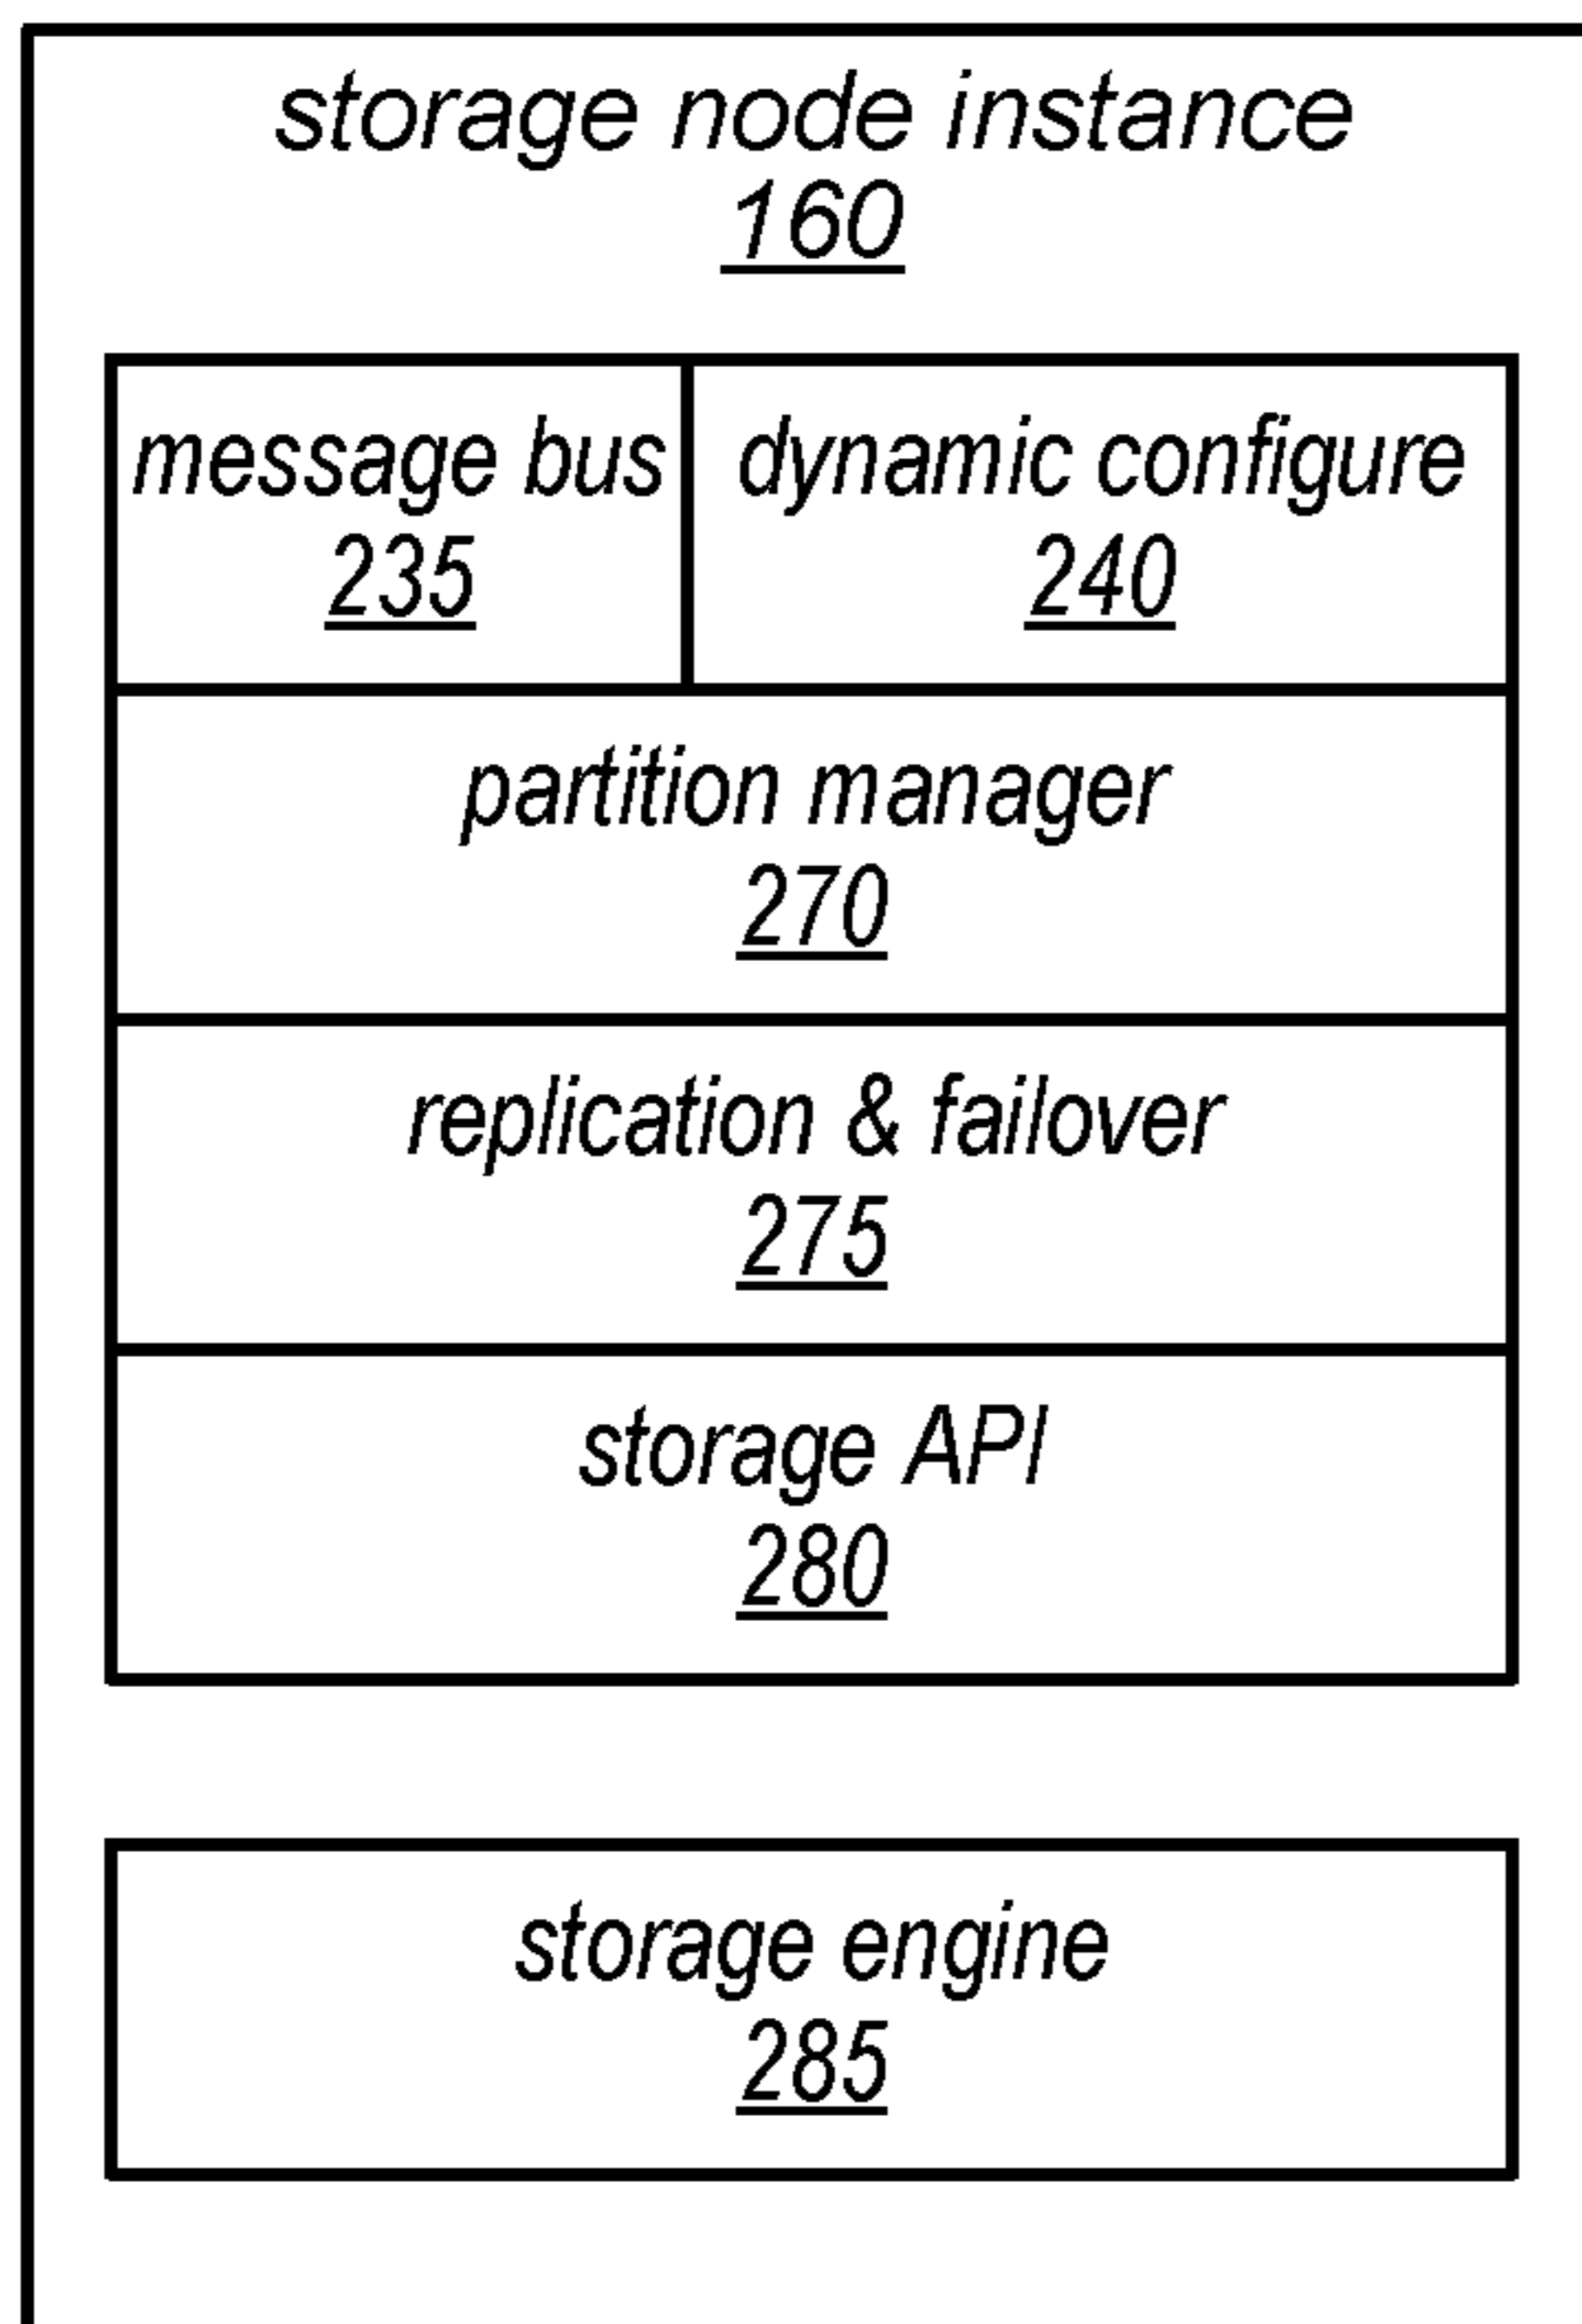 storage node instance
160
message bus
235
dynamic configure
240
partition manager
270
replication & failover
275
storage API
280
storage engine
285